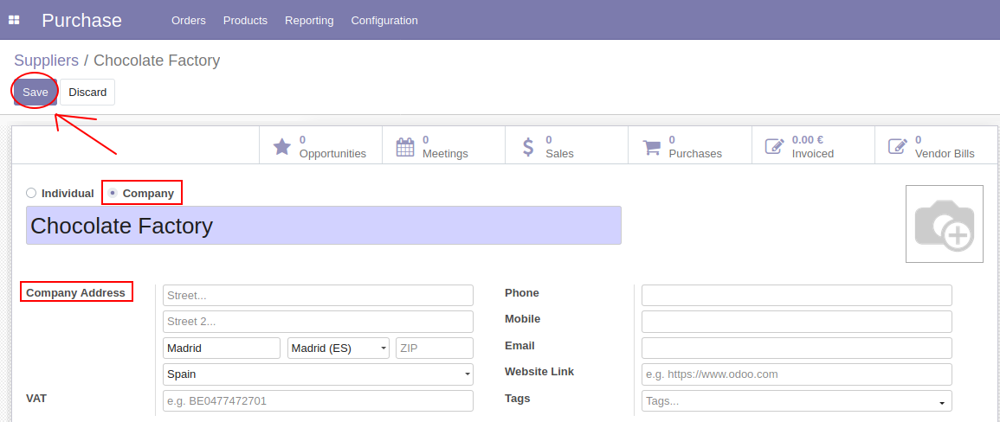 Purchase Orders Products Reporting Configuration
Suppliers / Chocolate Factory
Save Discard
0 Opportunities
0 Meetings
0 Sales
0 Purchases
0.00 € Invoiced
0 Vendor Bills
Individual Company
Chocolate Factory
Company Address
Street...
Street 2...
Madrid Madrid (ES) ZIP
Spain
VAT e.g. BE0477472701
Phone
Mobile
Email
Website Link e.g. https://www.odoo.com
Tags Tags...